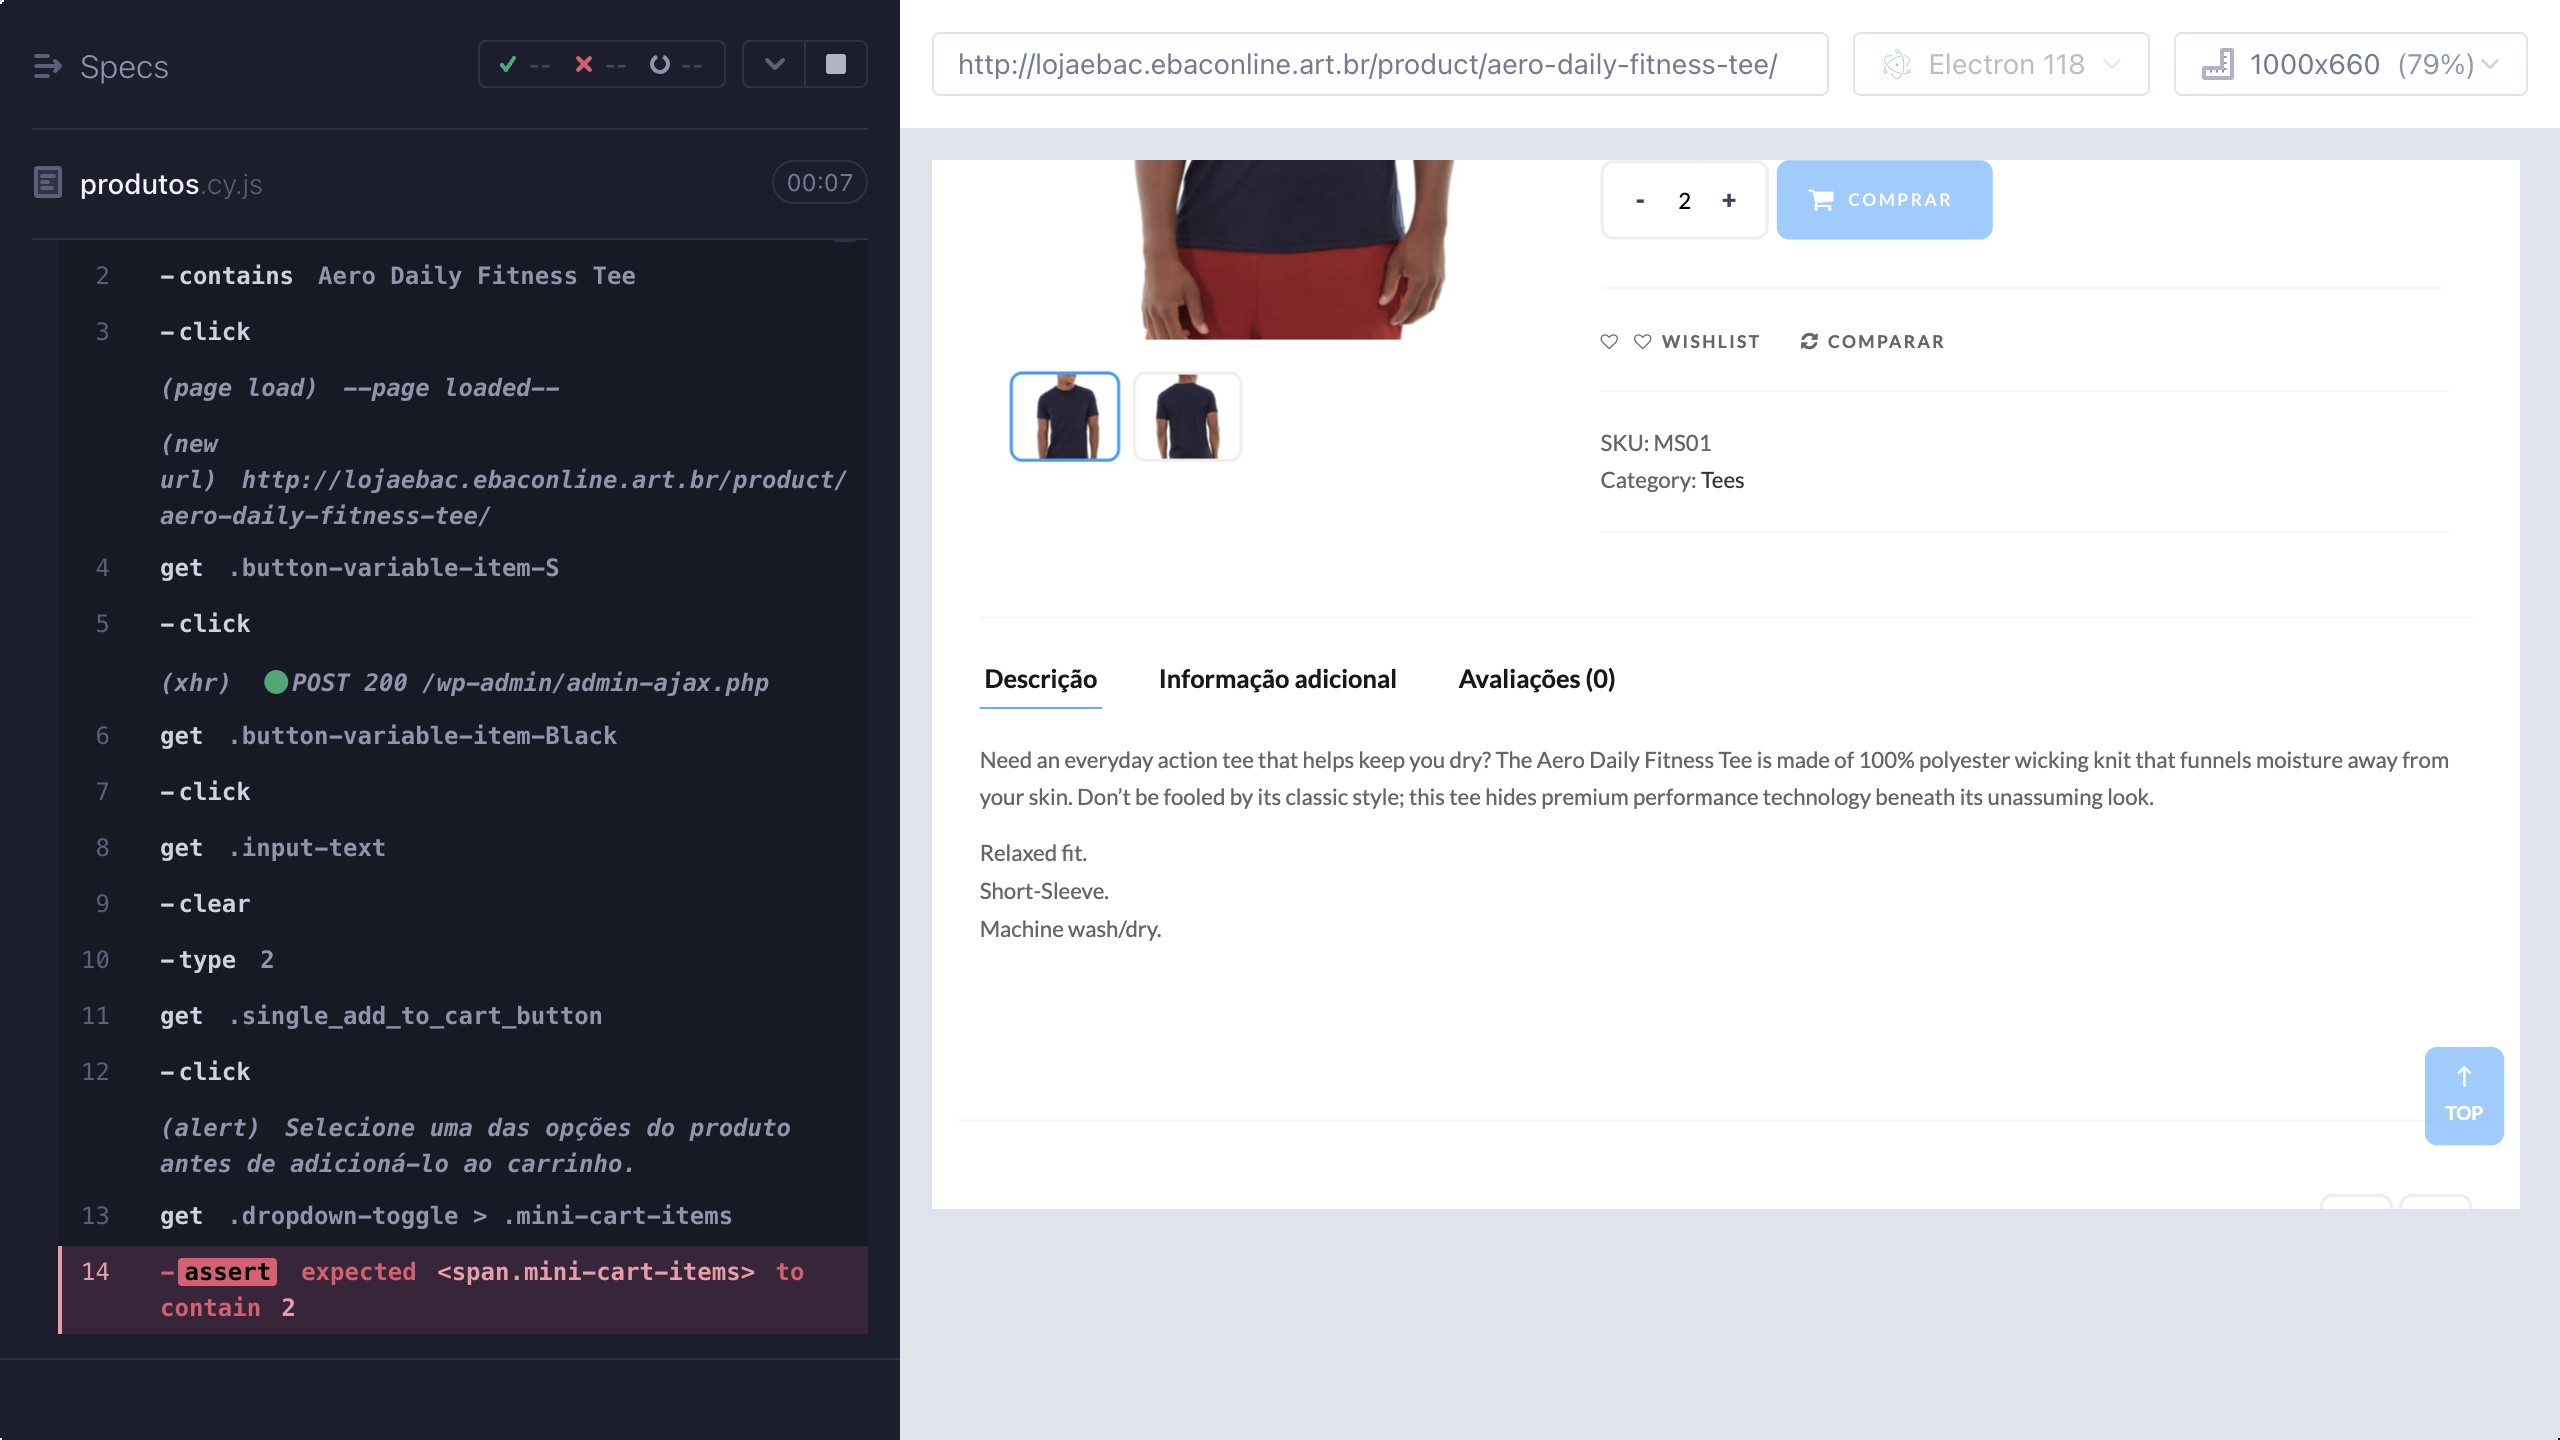 Specs
-- -- --
produtos.cy.js
00:07
2 -contains Aero Daily Fitness Tee
3 -click
(page load) --page loaded--
(new
url) http://lojaebac.ebaconline.art.br/product/
aero-daily-fitness-tee/
4 get .button-variable-item-S
5 -click
(xhr) POST 200 /wp-admin/admin-ajax.php
6 get .button-variable-item-Black
7 -click
8 get .input-text
9 -clear
10 -type 2
11 get .single_add_to_cart_button
12 -click
(alert) Selecione uma das opções do produto
antes de adicioná-lo ao carrinho.
13 get .dropdown-toggle > .mini-cart-items
14 -assert expected <span.mini-cart-items> to
contain 2
http://lojaebac.ebaconline.art.br/product/aero-daily-fitness-tee/
Electron 118
1000x660 (79%)
- 2 +
COMPRAR
WISHLIST
COMPARAR
SKU: MS01
Category: Tees
Descrição
Informação adicional
Avaliações (0)
Need an everyday action tee that helps keep you dry? The Aero Daily Fitness Tee is made of 100% polyester wicking knit that funnels moisture away from
your skin. Don’t be fooled by its classic style; this tee hides premium performance technology beneath its unassuming look.
Relaxed fit.
Short-Sleeve.
Machine wash/dry.
TOP